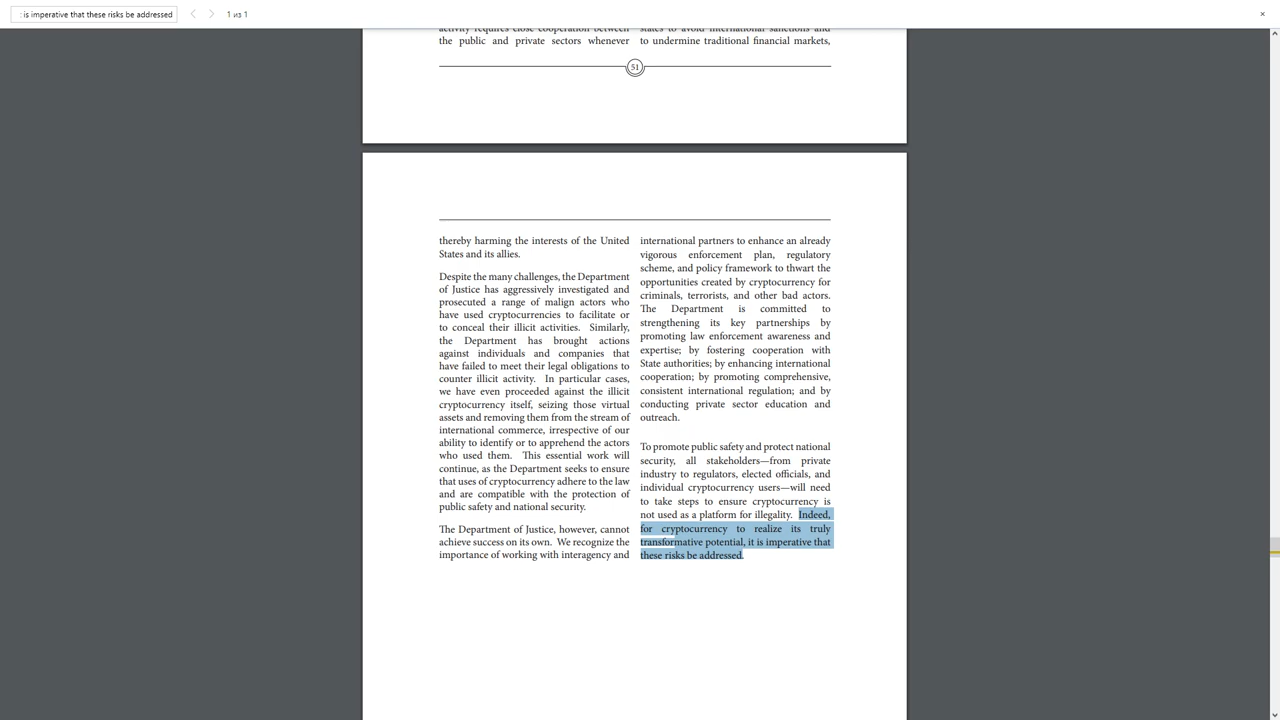 : is imperative that these risks be addressed
1 из 1
activity requires close cooperation between
the public and private sectors whenever
states to avoid international sanctions and
to undermine traditional financial markets,
51
thereby harming the interests of the United
States and its allies.
Despite the many challenges, the Department
of Justice has aggressively investigated and
prosecuted a range of malign actors who
have used cryptocurrencies to facilitate or
to conceal their illicit activities. Similarly,
the Department has brought actions
against individuals and companies that
have failed to meet their legal obligations to
counter illicit activity. In particular cases,
we have even proceeded against the illicit
cryptocurrency itself, seizing those virtual
assets and removing them from the stream of
international commerce, irrespective of our
ability to identify or to apprehend the actors
who used them. This essential work will
continue, as the Department seeks to ensure
that uses of cryptocurrency adhere to the law
and are compatible with the protection of
public safety and national security.
The Department of Justice, however, cannot
achieve success on its own. We recognize the
importance of working with interagency and
international partners to enhance an already
vigorous enforcement plan, regulatory
scheme, and policy framework to thwart the
opportunities created by cryptocurrency for
criminals, terrorists, and other bad actors.
The Department is committed to
strengthening its key partnerships by
promoting law enforcement awareness and
expertise; by fostering cooperation with
State authorities; by enhancing international
cooperation; by promoting comprehensive,
consistent international regulation; and by
conducting private sector education and
outreach.
To promote public safety and protect national
security, all stakeholders—from private
industry to regulators, elected officials, and
individual cryptocurrency users—will need
to take steps to ensure cryptocurrency is
not used as a platform for illegality. Indeed,
for cryptocurrency to realize its truly
transformative potential, it is imperative that
these risks be addressed.